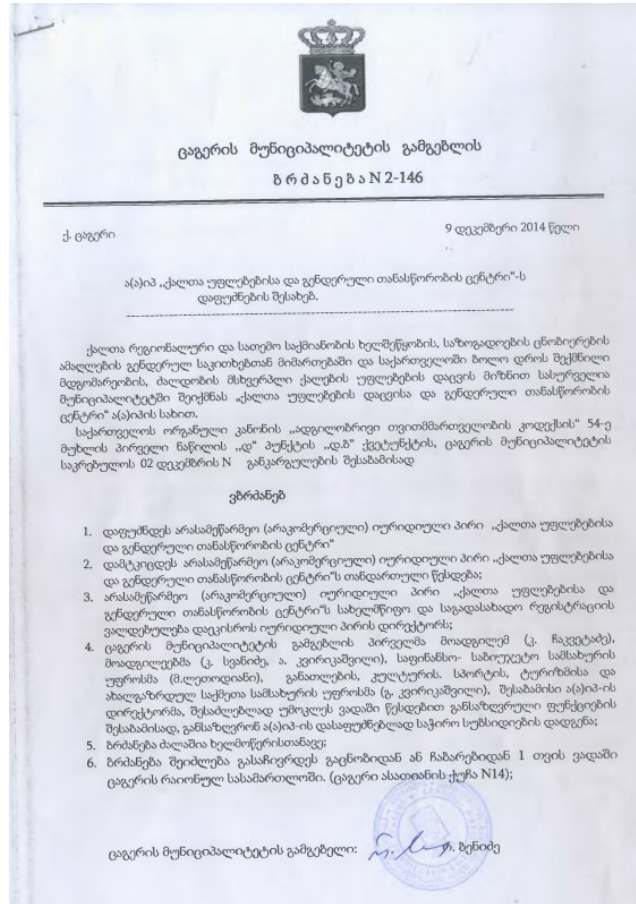 ცაგერის მუნიციპალიტეტის გამგებლის
ბ რ ძ ა ნ ე ბ ა N 2-146
ქ. ცაგერი
9 დეკემბერი 2014 წელი
ა(ა)იპ „ქალთა უფლებებისა და გენდერული თანასწორობის ცენტრი“-ს
დაფუძნების შესახებ.
ქალთა რეგიონალური და სათემო საქმიანობის ხელშეწყობის, საზოგადოების ცნობიერების
ამაღლების გენდერულ საკითხებთან მიმართებაში და საქართველოში ბოლო დროს შექმნილი
მდგომარეობის, ძალდობის მსხვერპლი ქალების უფლებების დაცვის მიზნით სასურველია
მუნიციპალიტეტში შეიქმნას „ქალთა უფლებების დაცვისა და გენდერული თანასწორობის
ცენტრი“ ა(ა)იპის სახით.
საქართველოს ორგანული კანონის „ადგილობრივი თვითმმართველობის კოდექსის“ 54-ე
მუხლის პირველი ნაწილის „დ“ პუნქტის „დ.ბ“ ქვეტუნქტის, ცაგერის მუნიციპალიტეტის
საკრებულოს 02 დეკემბრის N განკარგულების შესაბამისად
ვბრძანებ
1. დაფუძნდეს არასამეწარმეო (არაკომერციული) იურიდიული პირი „ქალთა უფლებებისა
და გენდერული თანასწორობის ცენტრი“
2. დამტკიცდეს არასამეწარმეო (არაკომერციული) იურიდიული პირი „ქალთა უფლებებისა
და გენდერული თანასწორობის ცენტრი“ს თანდართული წესდება;
3. არასამეწარმეო (არაკომერციული) იურიდიული პირი „ქალთა უფლებებისა და
გენდერული თანასწორობის ცენტრი“ს სახელმწიფო და საგადასახადო რეგისტრაციის
ვალდებულება დაეკისროს იურიდიული პირის დირექტორს;
4. ცაგერის მუნიციპალიტეტის გამგებლის პირველმა მოადგილემ (კ. ჩაკვეტაძე),
მოადგილეებმა (კ. სვანიძე, ა. კვირიკაშვილი), საფინანსო- საბიუჯეტო სამსახურის
უფროსმა (მ.ლეთოდიანი), განათლების, კულტურის. სპორტის, ტურიზმისა და
ახალგაზრდულ საქმეთა სამსახურის უფროსმა (გ. კვირიკაშვილი), შესაბამისი ა(ა)იპ-ის
დირექტორმა, შესაძლებლად უმოკლეს ვადაში წესდებით განსაზღვრული ფუნქციების
შესაბამისად, განსაზღვრონ ა(ა)იპ-ის დასაფუძნებლად საჭირო სუბსიდიების დადგენა;
5. ბრძანება ძალაშია ხელმოწერისთანავე;
6. ბრძანება შეიძლება გასაჩივრდეს გაცნობიდან ან ჩაბარებიდან 1 თვის ვადაში
ცაგერის რაიონულ სასამართლოში. (ცაგერი ასათიანის ქუჩა N14);
ცაგერის მუნიციპალიტეტის გამგებელი:
ბენიძე